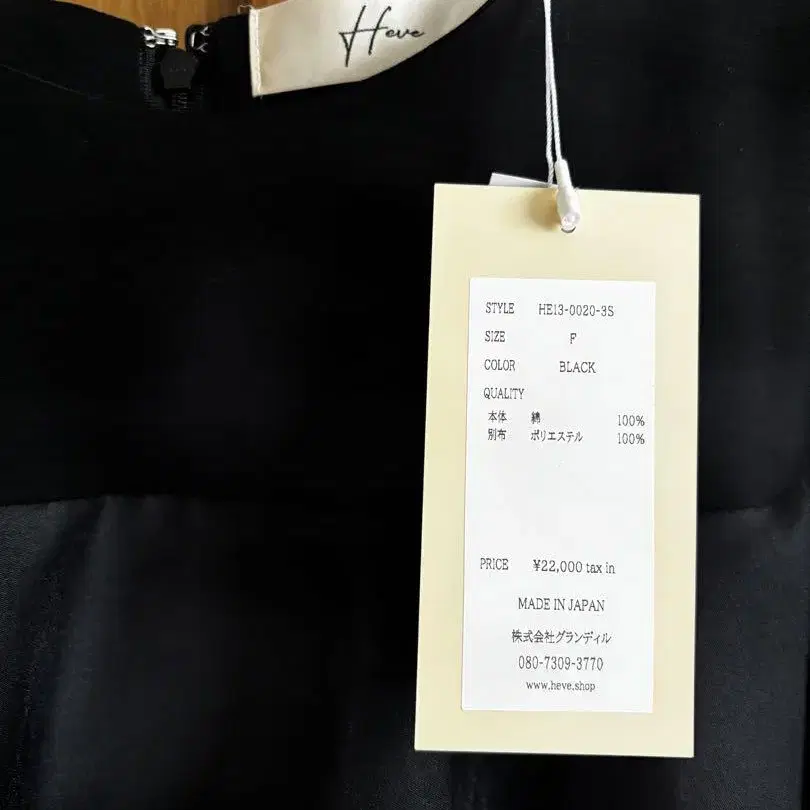 Heve
STYLE HE13-0020-3S
SIZE F
COLOR BLACK
QUALITY
本体 綿 100%
別布 ポリエステル 100%
PRICE ¥22,000 tax in
MADE IN JAPAN
株式会社グランディル
080-7309-3770
www.heve.shop